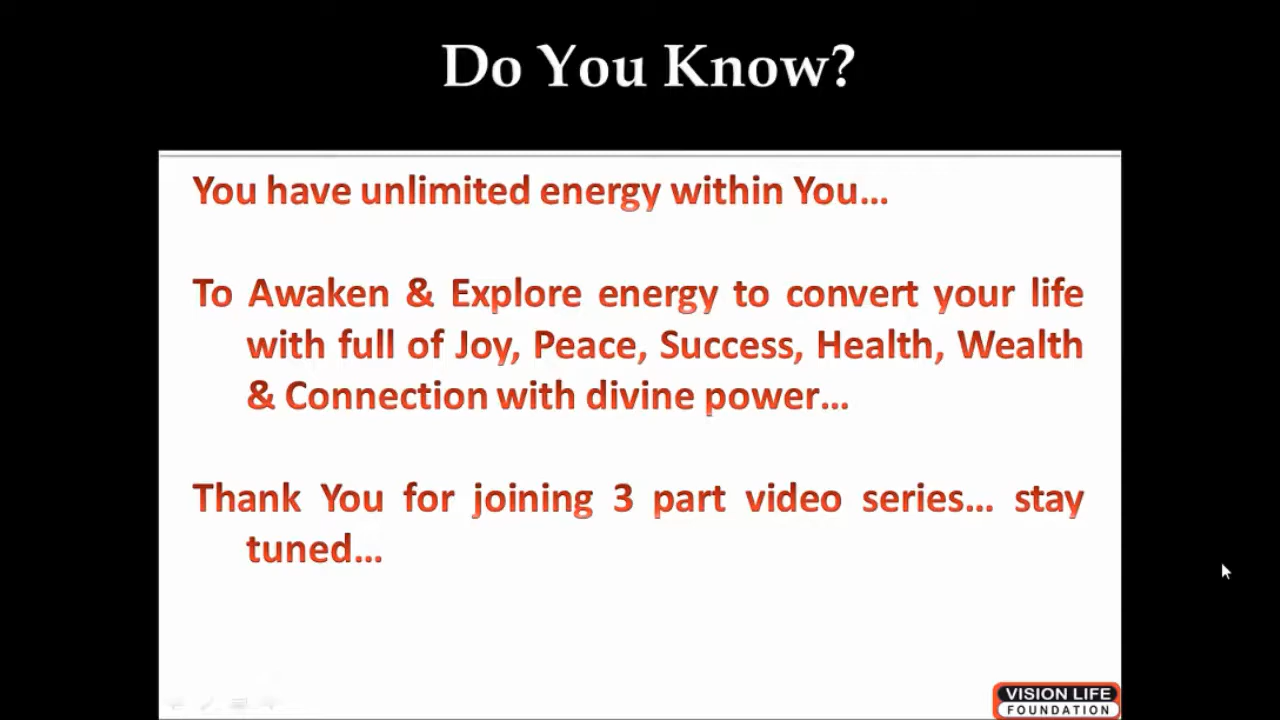 Do You Know?
You have unlimited energy within You...
To Awaken & Explore energy to convert your life
with full of Joy, Peace, Success, Health, Wealth
& Connection with divine power...
Thank You for joining 3 part video series... stay
tuned...
VISION LIFE
FOUNDATION